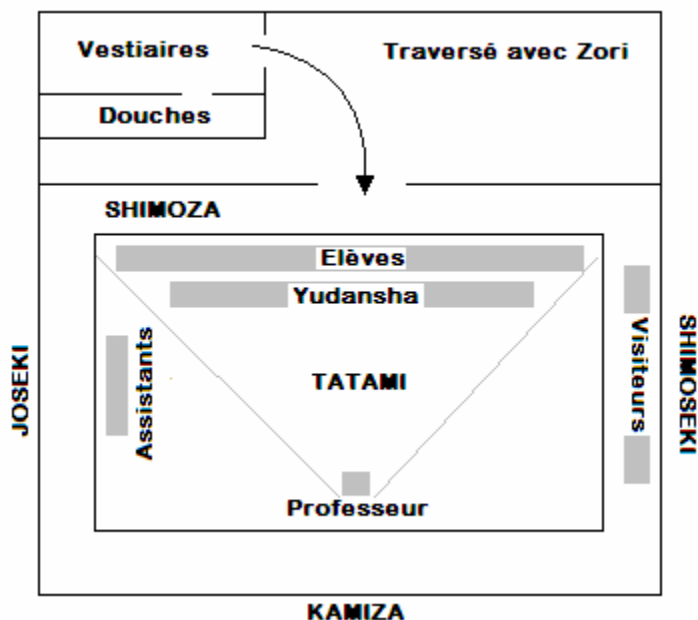 Vestiaires
Traversé avec Zori
Douches
SHIMOZA
Elèves
Yudansha
JOSEKI
Assistants
TATAMI
Visiteurs
SHIMOSEKI
Professeur
KAMIZA